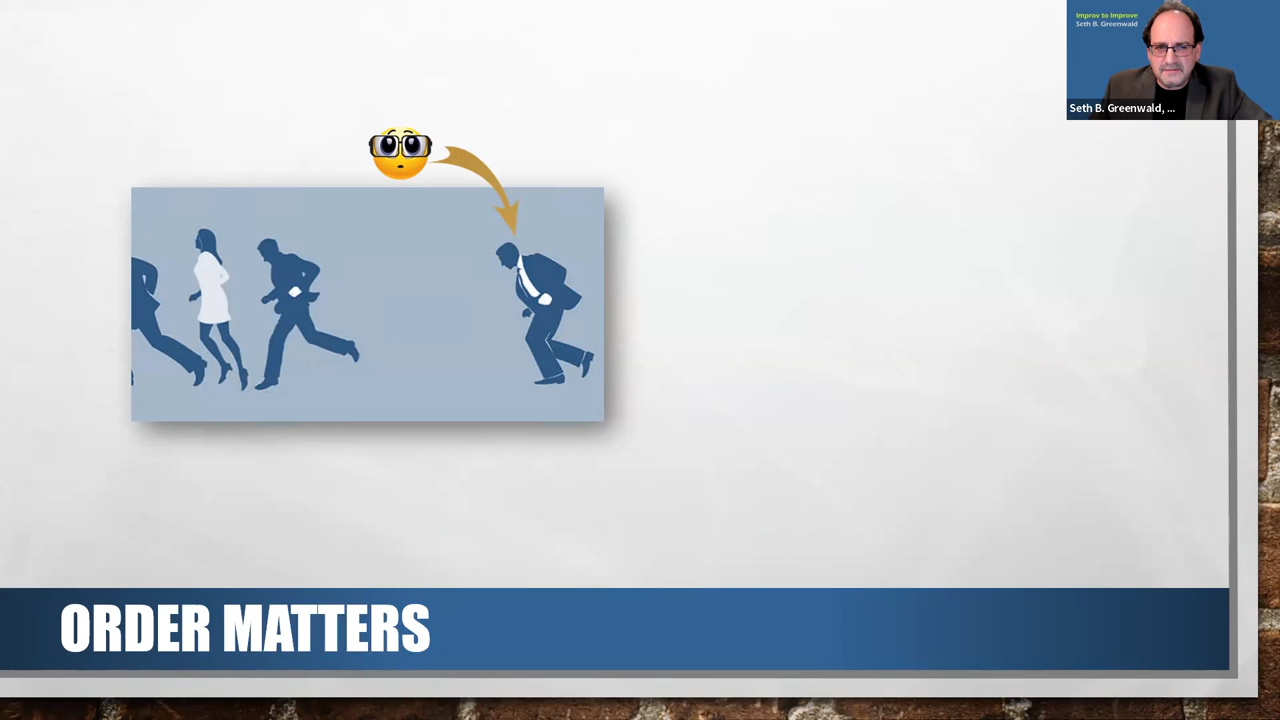 Improv to Improve
Seth B. Greenwald
Seth B. Greenwald, ...
ORDER MATTERS